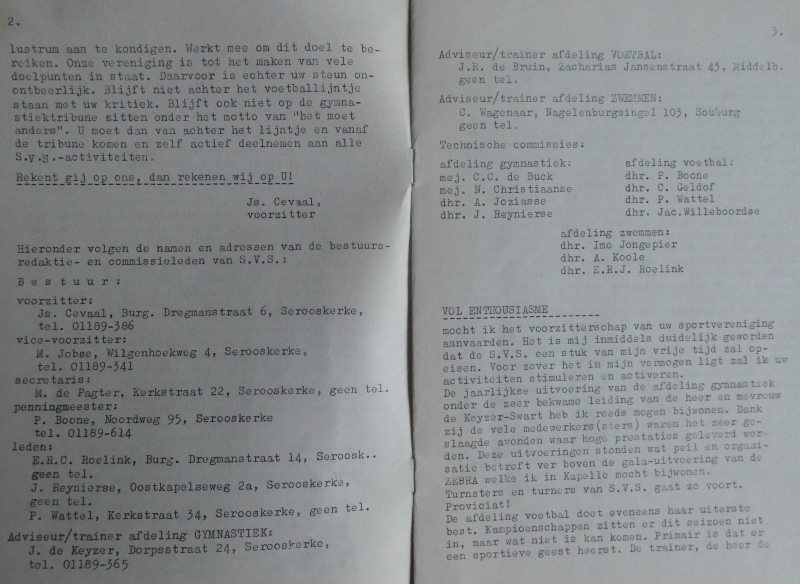 2.
lustrum aan te kondigen. Werkt mee om dit doel te be-
reiken. Onze vereniging is tot het maken van vele
doelpunten in staat. Daarvoor is echter uw steun on-
ontbeerlijk. Blijft niet achter het voetballijntje
staan met uw kritiek. Blijft ook niet op de gymna-
stiektribune zitten onder het motto van "het moet
anders". U moet dan van achter het lijntje en vanaf
de tribune komen en zelf actief deelnemen aan alle
S.V.S.-activiteiten.
Rekent gij op ons, dan rekenen wij op U!
Js. Cevaal,
voorzitter
Hieronder volgen de namen en adressen van de bestuurs-
redaktie- en commissieleden van S.V.S.:
B e s t u u r :
voorzitter:
Js. Cevaal, Burg. Dregmanstraat 6, Serooskerke,
tel. 01189-386
vice-voorzitter:
M. Jobse, Wilgenhoekweg 4, Serooskerke,
tel. 01189-341
secretaris:
M. de Pagter, Kerkstraat 22, Serooskerke, geen tel.
penningmeester:
P. Boone, Noordweg 95, Serooskerke
tel. 01189-614
leden:
E.R.C. Roelink, Burg. Dregmanstraat 14, Seroosk..
geen tel.
J. Reynierse, Oostkapelseweg 2a, Serooskerke,
geen tel.
P. Wattel, Kerkstraat 34, Serooskerke, geen tel.
Adviseur/trainer afdeling GYMNASTIEK:
J. de Keyzer, Dorpsstraat 24, Serooskerke,
tel. 01189-365
3.
Adviseur/trainer afdeling VOETBAL:
J.R. de Bruin, Zacharias Jansenstraat 43, Middelb.
geen tel.
Adviseur/trainer afdeling ZWEMMEN:
C. Wagenaar, Nagelenburgsingel 103, Souburg
geen tel.
Technische commissies:
afdeling gymnastiek:
mej. C.C. de Buck
mej. N. Christiaanse
dhr. A. Joziasse
dhr. J. Reynierse
afdeling voetbal:
dhr. P. Boone
dhr. C. Geldof
dhr. P. Wattel
dhr. Jac.Willeboordse
afdeling zwemmen:
dhr. Imo Jongepier
dhr. A. Koole
dhr. E.R.J. Roelink
VOL ENTHOUSIASME
mocht ik het voorzitterschap van uw sportvereniging
aanvaarden. Het is mij inmiddels duidelijk geworden
dat de S.V.S. een stuk van mijn vrije tijd zal op-
eisen. Voor zover het in mijn vermogen ligt zal ik uw
activiteiten stimuleren en activeren.
De jaarlijkse uitvoering van de afdeling gymnastiek
onder de zeer bekwame leiding van de heer en mevrouw
de Keyzer-Swart heb ik reeds mogen bijwonen. Dank
zij de vele medewerkers(sters) waren het zeer ge-
slaagde avonden waar hoge prestaties geleverd wer-
den. Deze uitvoeringen stonden wat peil en organi-
satie betreft ver boven de gala-uitvoering van de
ZEBRA welke ik in Kapelle mocht bijwonen.
Turnsters en turners van S.V.S. gaat zo voort.
Proviciat!
De afdeling voetbal doet eveneens haar uiterste
best. Kampioenschappen zitten er dit seizoen niet
in, maar wat niet is kan komen. Primair is dat er
een sportieve geest heerst. De trainer, de heer de